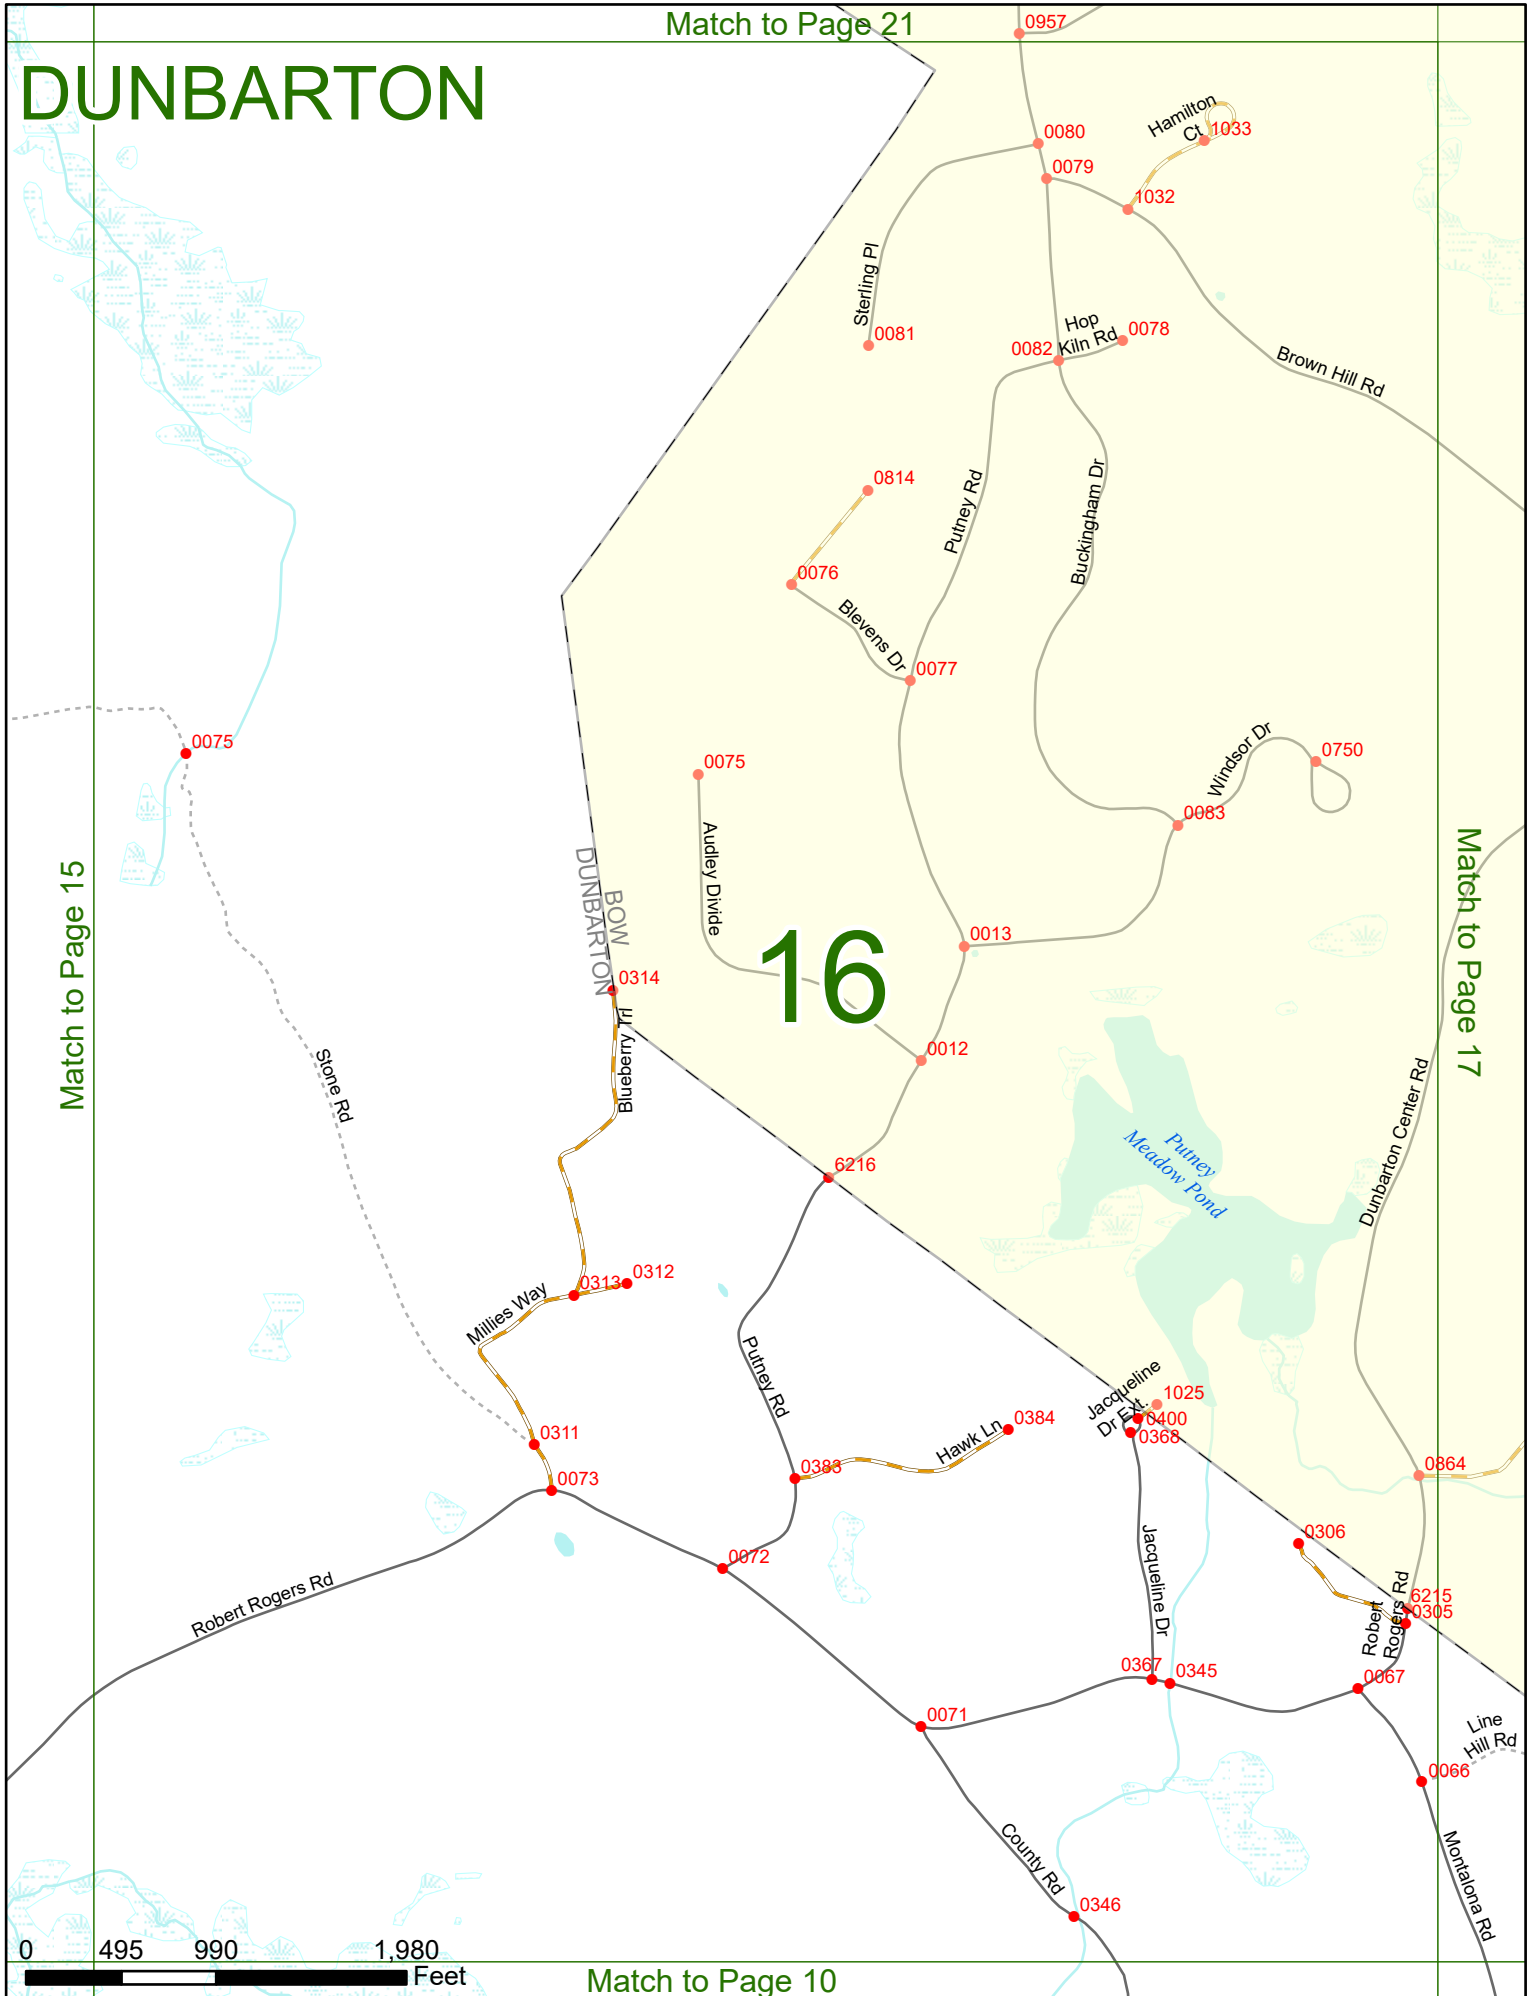 Match to Page 21
DUNBARTON
0957
Hamilton
Ct
1033
0080
0079
1032
Sterling Pl
0081
Hop
Kiln Rd
0078
0082
Brown Hill Rd
0814
Putney Rd
Buckingham Dr
0076
Blevens Dr
0077
0075
0075
Windsor Dr
0750
0083
Audley Divide
Match to Page 15
Match to Page 17
BOW
DUNBARTON
16
0013
0314
Blueberry Trl
0012
Stone Rd
Dunbarton Center Rd
Putney
Meadow Pond
6216
0313
0312
Millies Way
Putney Rd
Jacqueline
Dr Ext.
1025
0400
0368
0384
Hawk Ln
0311
0383
0073
0864
0072
0306
Jacqueline Dr
Robert Rogers Rd
6215
0305
Robert
Rogers Rd
0367
0345
0067
0071
Line
Hill Rd
0066
County Rd
Montalona Rd
0346
0
495
990
1,980
Feet
Match to Page 10